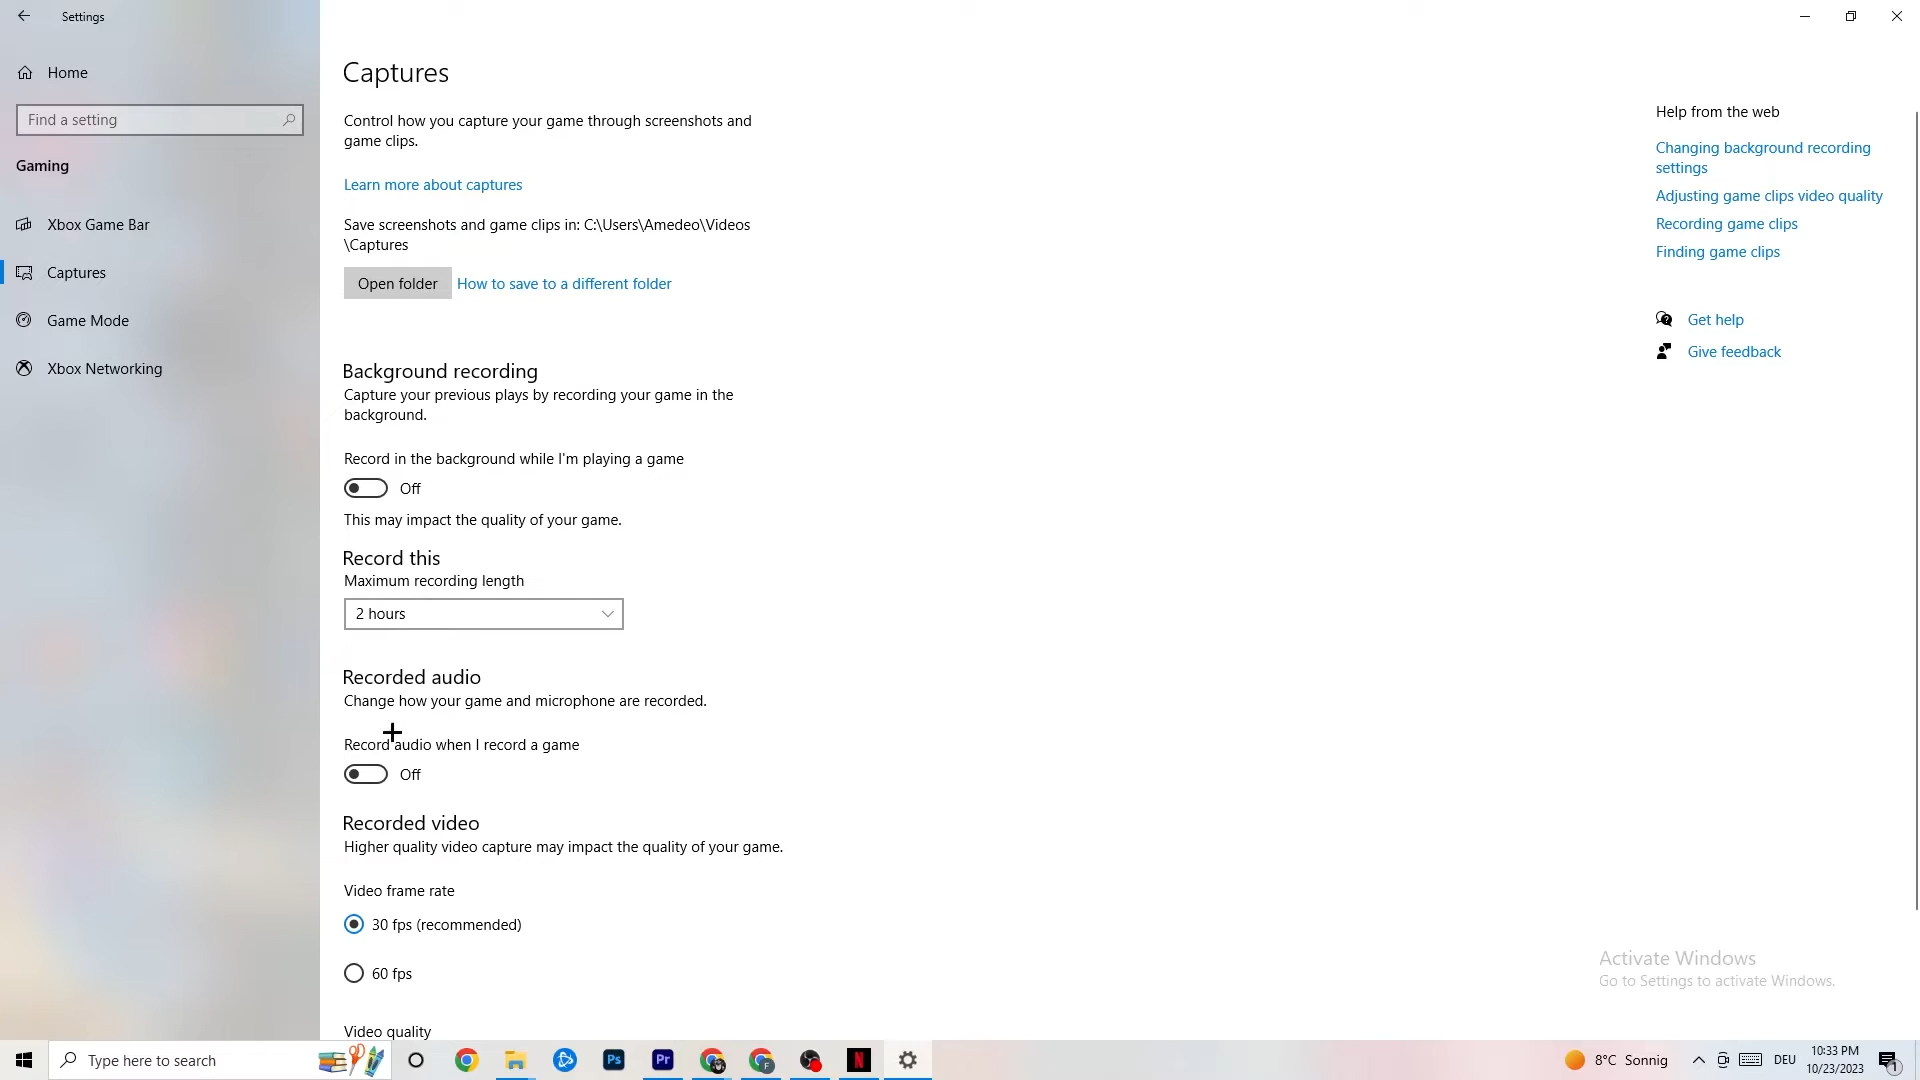 Settings
Home
Find a setting
Gaming
Xbox Game Bar
Captures
Game Mode
Xbox Networking
Captures
Control how you capture your game through screenshots and
game clips.
Learn more about captures
Save screenshots and game clips in: C:\Users\Amedeo\Videos
\Captures
Open folder
How to save to a different folder
Background recording
Capture your previous plays by recording your game in the
background.
Record in the background while I'm playing a game
Off
This may impact the quality of your game.
Record this
Maximum recording length
2 hours
Recorded audio
Change how your game and microphone are recorded.
Record audio when I record a game
Off
Recorded video
Higher quality video capture may impact the quality of your game.
Video frame rate
30 fps (recommended)
60 fps
Video quality
Help from the web
Changing background recording
settings
Adjusting game clips video quality
Recording game clips
Finding game clips
Get help
Give feedback
Activate Windows
Go to Settings to activate Windows.
Type here to search
Ps
Pr
F
N
8°C Sonnig
DEU
10:33 PM
10/23/2023
1